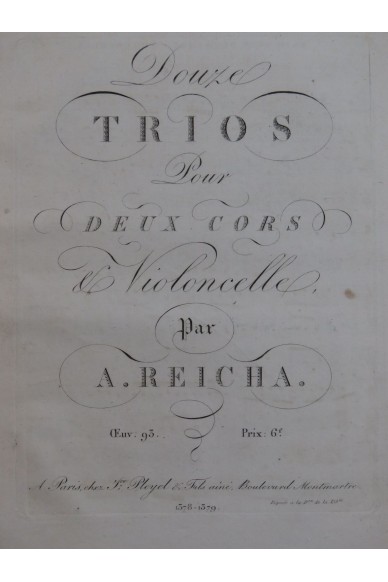 Douze
TRIOS
Pour
DEUX CORS
& Violoncelle.
Par
A. REICHA.
Œuv. 93. Prix. 6f
A Paris, chez Ice Pleyel & Fils ainé, Boulevard Montmartre.
1378-1379.